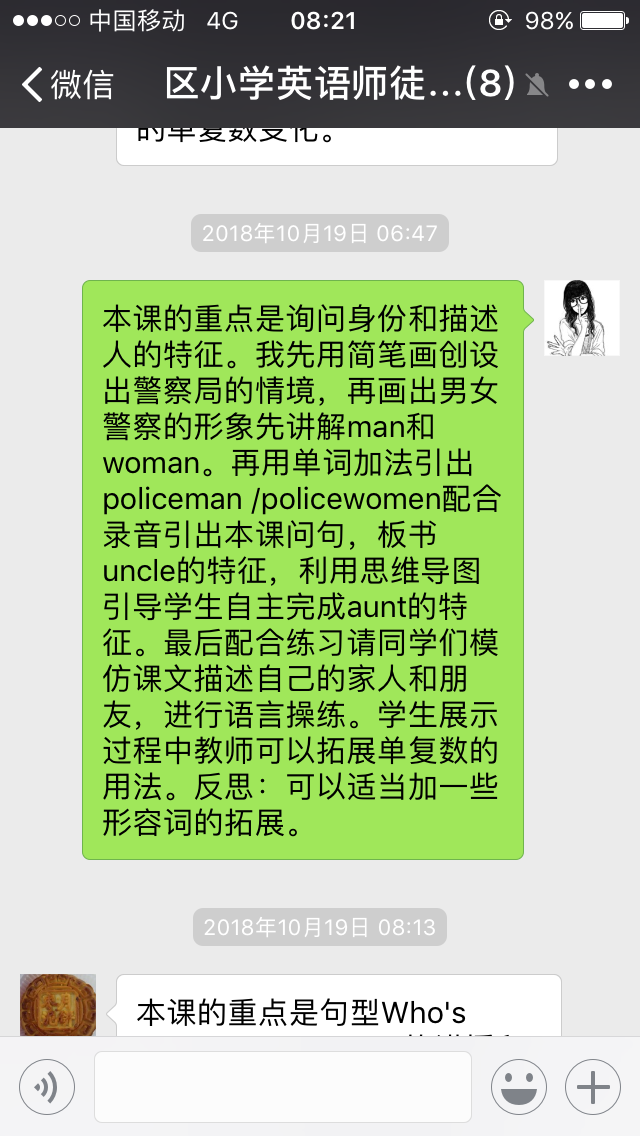 中国移动 4G 08:21 98%
微信 区小学英语师徒...(8)
的单复数变化。
2018年10月19日 06:47
本课的重点是询问身份和描述
人的特征。我先用简笔画创设
出警察局的情境，再画出男女
警察的形象先讲解man和
woman。再用单词加法引出
policeman /policewomen配合
录音引出本课问句，板书
uncle的特征，利用思维导图
引导学生自主完成aunt的特
征。最后配合练习请同学们模
仿课文描述自己的家人和朋
友，进行语言操练。学生展示
过程中教师可以拓展单复数的
用法。反思：可以适当加一些
形容词的拓展。
2018年10月19日 08:13
本课的重点是句型Who's